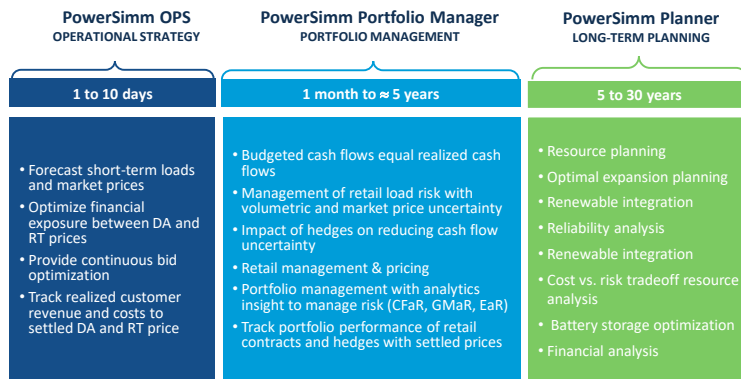 PowerSimm OPS
OPERATIONAL STRATEGY
1 to 10 days
• Forecast short-term loads
and market prices
• Optimize financial
exposure between DA and
RT prices
• Provide continuous bid
optimization
• Track realized customer
revenue and costs to
settled DA and RT price
PowerSimm Portfolio Manager
PORTFOLIO MANAGEMENT
1 month to ≈ 5 years
• Budgeted cash flows equal realized cash
flows
• Management of retail load risk with
volumetric and market price uncertainty
• Impact of hedges on reducing cash flow
uncertainty
• Retail management & pricing
• Portfolio management with analytics
insight to manage risk (CFaR, GMaR, EaR)
• Track portfolio performance of retail
contracts and hedges with settled prices
PowerSimm Planner
LONG-TERM PLANNING
5 to 30 years
• Resource planning
• Optimal expansion planning
• Renewable integration
• Reliability analysis
• Renewable integration
• Cost vs. risk tradeoff resource
analysis
• Battery storage optimization
• Financial analysis